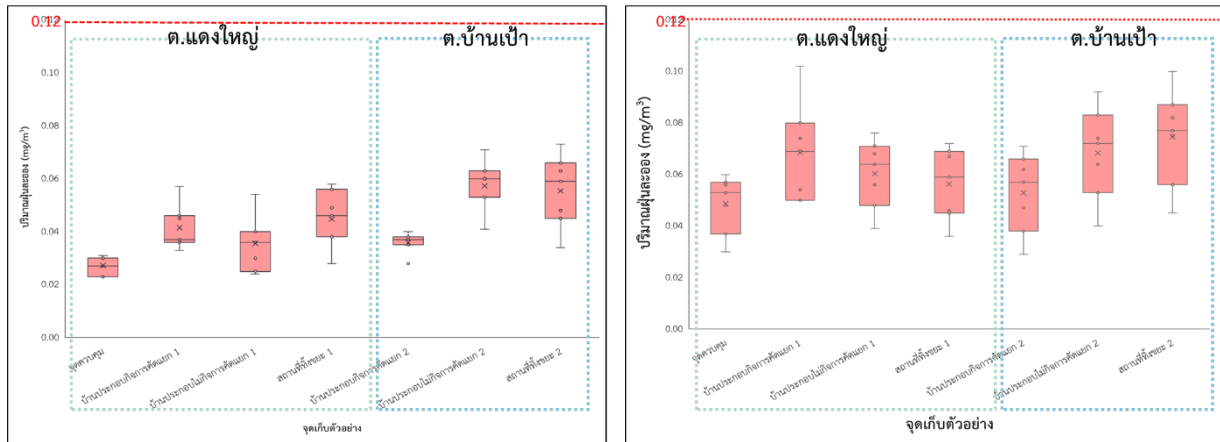 0.12
0.12
ต.แดงใหญ่
ต.บ้านเป้า
0.10
0.08
0.06
0.04
0.02
0.00
ปริมาณฝุ่นละออง (mg/m³)
จุดควบคุม
บ้านประกอบกิจการคัดแยก 1
บ้านประกอบไม่กิจการคัดแยก 1
สถานที่ทิ้งขยะ 1
บ้านประกอบกิจการคัดแยก 2
บ้านประกอบไม่กิจการคัดแยก 2
สถานที่ทิ้งขยะ 2
จุดเก็บตัวอย่าง
0.12
0.12
ต.แดงใหญ่
ต.บ้านเป้า
0.10
0.08
0.06
0.04
0.02
0.00
ปริมาณฝุ่นละออง (mg/m³)
จุดควบคุม
บ้านประกอบกิจการคัดแยก 1
บ้านประกอบไม่กิจการคัดแยก 1
สถานที่ทิ้งขยะ 1
บ้านประกอบกิจการคัดแยก 2
บ้านประกอบไม่กิจการคัดแยก 2
สถานที่ทิ้งขยะ 2
จุดเก็บตัวอย่าง